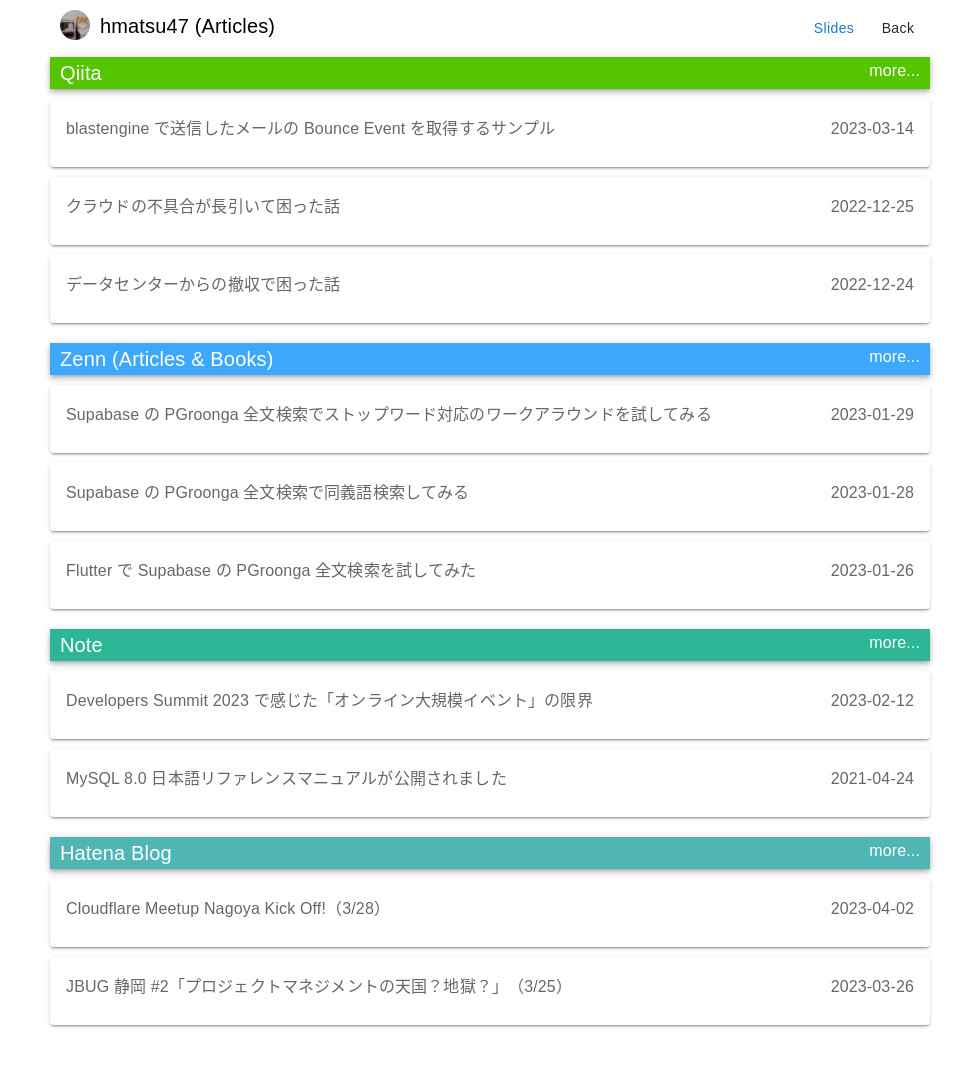 hmatsu47 (Articles)
Slides Back
Qiita more...
blastengine で送信したメールの Bounce Event を取得するサンプル 2023-03-14
クラウドの不具合が長引いて困った話 2022-12-25
データセンターからの撤収で困った話 2022-12-24
Zenn (Articles & Books) more...
Supabase の PGroonga 全文検索でストップワード対応のワークアラウンドを試してみる 2023-01-29
Supabase の PGroonga 全文検索で同義語検索してみる 2023-01-28
Flutter で Supabase の PGroonga 全文検索を試してみた 2023-01-26
Note more...
Developers Summit 2023 で感じた「オンライン大規模イベント」の限界 2023-02-12
MySQL 8.0 日本語リファレンスマニュアルが公開されました 2021-04-24
Hatena Blog more...
Cloudflare Meetup Nagoya Kick Off!（3/28） 2023-04-02
JBUG 静岡 #2「プロジェクトマネジメントの天国？地獄？」（3/25） 2023-03-26